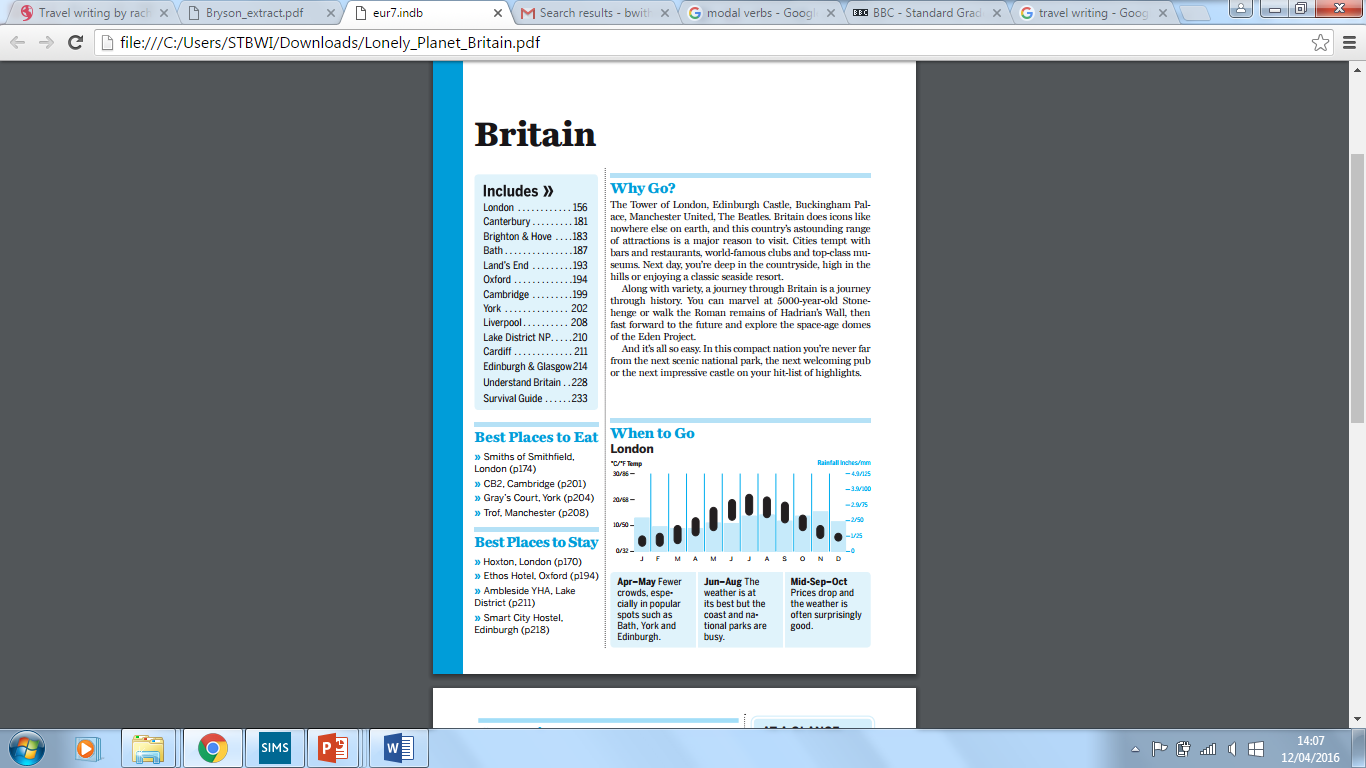 Travel writing by rach
Bryson_extract.pdf
eur7.indb
Search results - bwith
modal verbs - Googl
BBC - Standard Grad
travel writing - Goog
file:///C:/Users/STBWI/Downloads/Lonely_Planet_Britain.pdf
Britain
Includes »
London ............ 156
Canterbury ......... 181
Brighton & Hove .... 183
Bath ............... 187
Land's End ......... 193
Oxford ............. 194
Cambridge ......... 199
York .............. 202
Liverpool .......... 208
Lake District NP ..... 210
Cardiff ............. 211
Edinburgh & Glasgow 214
Understand Britain .. 228
Survival Guide ...... 233
Best Places to Eat
» Smiths of Smithfield,
London (p174)
» CB2, Cambridge (p201)
» Gray's Court, York (p204)
» Trof, Manchester (p208)
Best Places to Stay
» Hoxton, London (p170)
» Ethos Hotel, Oxford (p194)
» Ambleside YHA, Lake
District (p211)
» Smart City Hostel,
Edinburgh (p218)
Why Go?
The Tower of London, Edinburgh Castle, Buckingham Pal-
ace, Manchester United, The Beatles. Britain does icons like
nowhere else on earth, and this country's astounding range
of attractions is a major reason to visit. Cities tempt with
bars and restaurants, world-famous clubs and top-class mu-
seums. Next day, you're deep in the countryside, high in the
hills or enjoying a classic seaside resort.
Along with variety, a journey through Britain is a journey
through history. You can marvel at 5000-year-old Stone-
henge or walk the Roman remains of Hadrian's Wall, then
fast forward to the future and explore the space-age domes
of the Eden Project.
And it's all so easy. In this compact nation you're never far
from the next scenic national park, the next welcoming pub
or the next impressive castle on your hit-list of highlights.
When to Go
London
°C/°F Temp
Rainfall Inches/mm
30/86
20/68
10/50
0/32
4.9/125
3.9/100
2.9/75
2/50
1/25
0
J F M A M J J A S O N D
Apr–May Fewer
crowds, espe-
cially in popular
spots such as
Bath, York and
Edinburgh.
Jun–Aug The
weather is at
its best but the
coast and na-
tional parks are
busy.
Mid-Sep–Oct
Prices drop and
the weather is
often surprisingly
good.
SIMS
14:07
12/04/2016